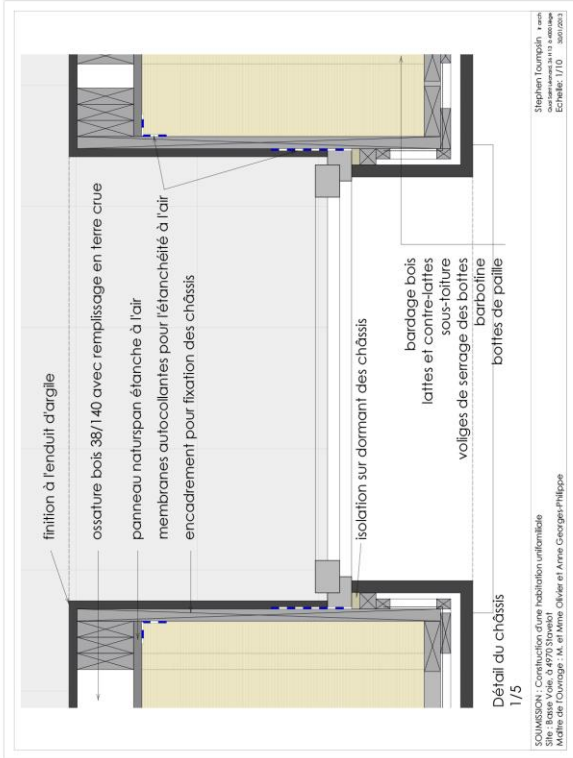 finition à l'enduit d'argile
ossature bois 38/140 avec remplissage en terre crue
panneau naturspan étanche à l'air
membranes autocollantes pour l'étanchéité à l'air
encadrement pour fixation des châssis
isolation sur dormant des châssis
bardage bois
lattes et contre-lattes
sous-toiture
voliges de serrage des bottes
barbotine
bottes de paille
Détail du châssis
1/5
SOUMISSION : Construction d'une habitation unifamiliale
Site : Basse Voie, à 4970 Stavelot
Maître de l'Ouvrage : M. et Mme Olivier et Anne Georges-Philippe
Stephen Toumpsin
Echelle: 1/10 30/01/2013